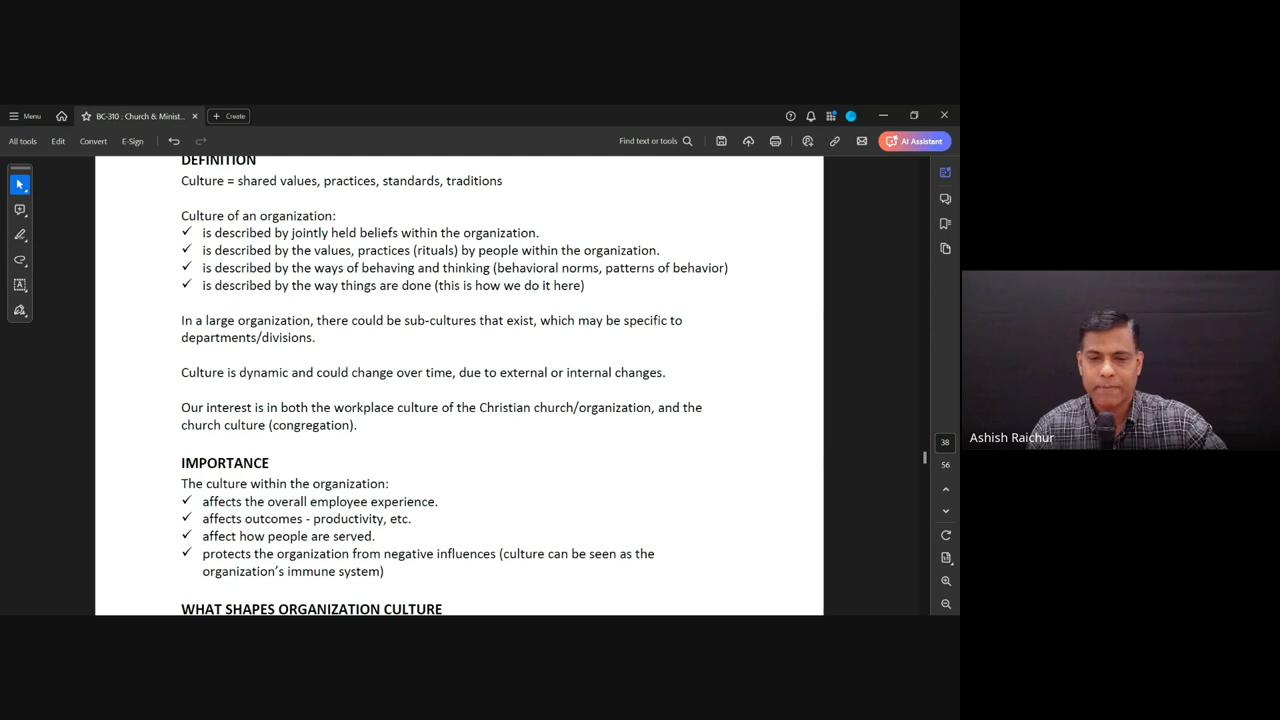 Menu
BC-310 : Church & Minist...
Create
All tools
Edit
Convert
E-Sign
Find text or tools
AI Assistant
DEFINITION
Culture = shared values, practices, standards, traditions
Culture of an organization:
✓ is described by jointly held beliefs within the organization.
✓ is described by the values, practices (rituals) by people within the organization.
✓ is described by the ways of behaving and thinking (behavioral norms, patterns of behavior)
✓ is described by the way things are done (this is how we do it here)
In a large organization, there could be sub-cultures that exist, which may be specific to
departments/divisions.
Culture is dynamic and could change over time, due to external or internal changes.
Our interest is in both the workplace culture of the Christian church/organization, and the
church culture (congregation).
IMPORTANCE
The culture within the organization:
✓ affects the overall employee experience.
✓ affects outcomes - productivity, etc.
✓ affect how people are served.
✓ protects the organization from negative influences (culture can be seen as the
organization's immune system)
WHAT SHAPES ORGANIZATION CULTURE
38
56
Ashish Raichur